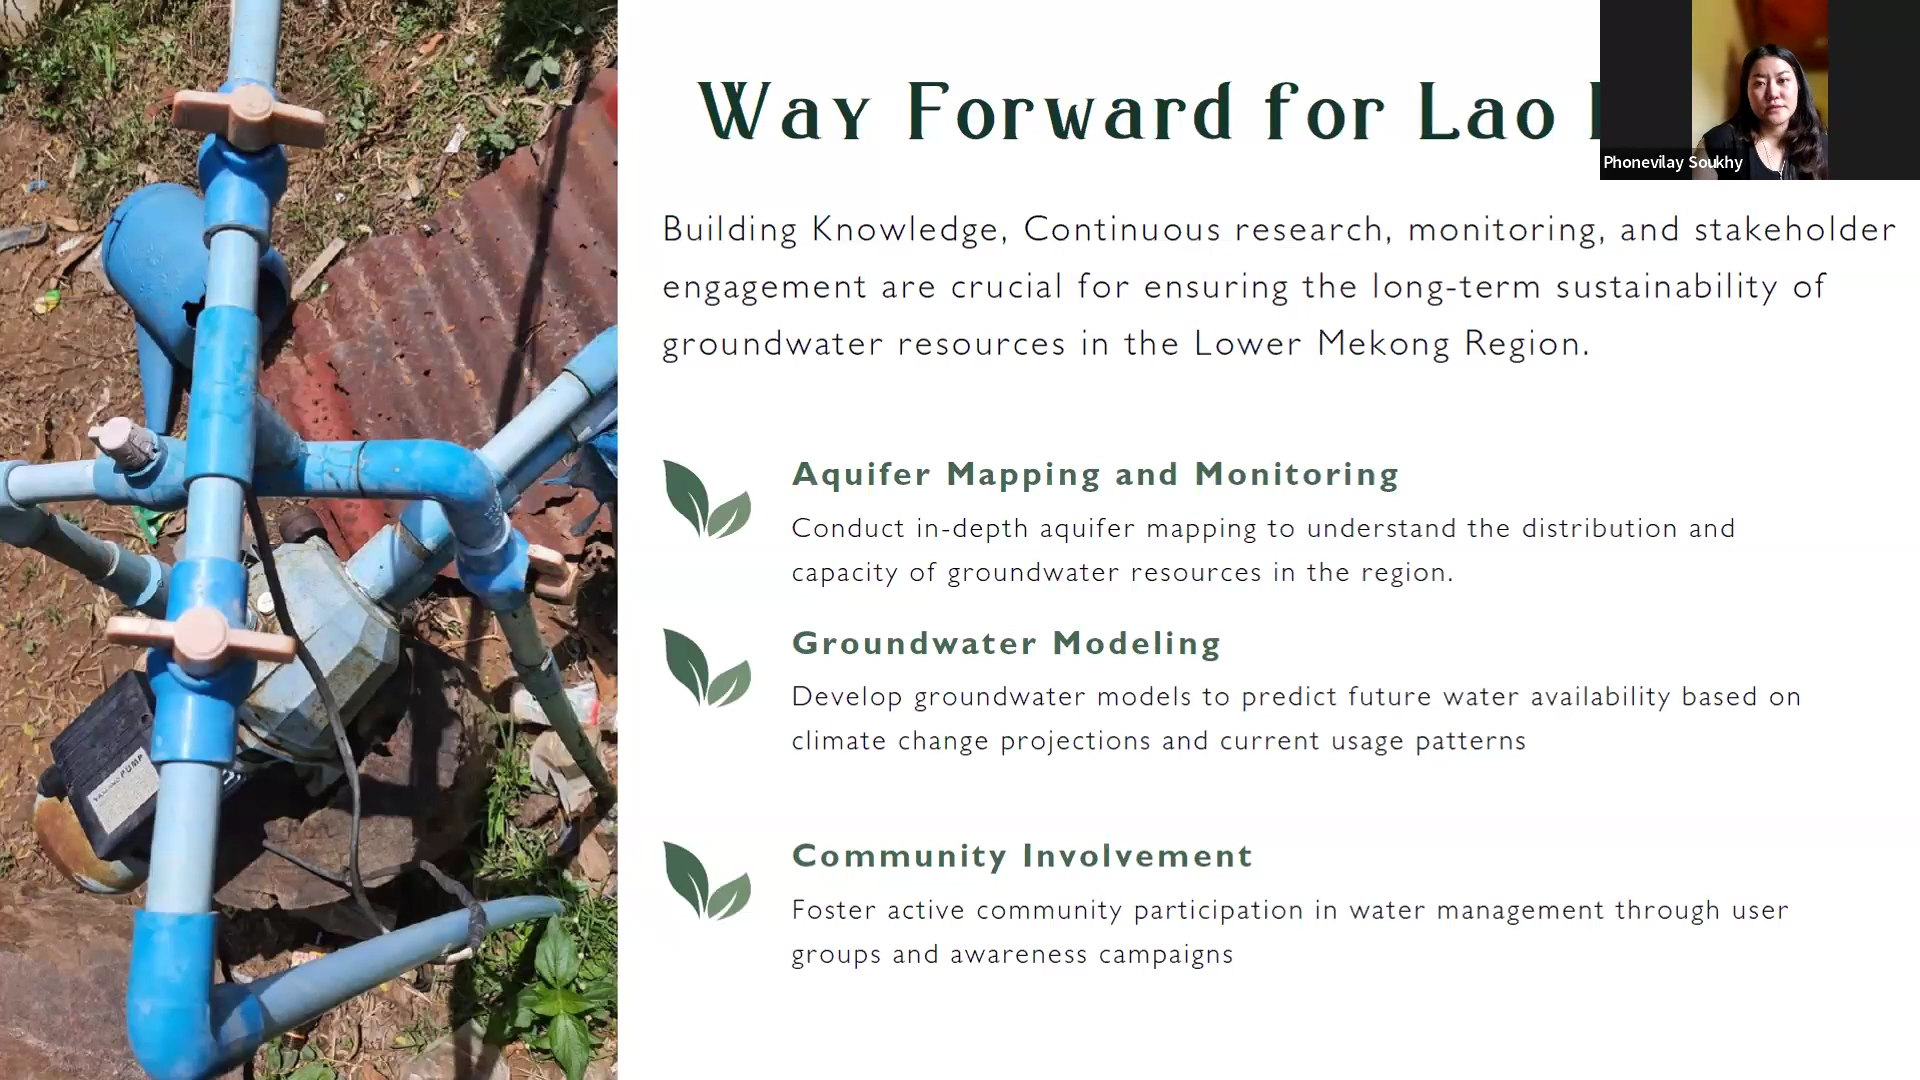 Way Forward for Lao
Phonevilay Soukhy
Building Knowledge, Continuous research, monitoring, and stakeholder
engagement are crucial for ensuring the long-term sustainability of
groundwater resources in the Lower Mekong Region.
Aquifer Mapping and Monitoring
Conduct in-depth aquifer mapping to understand the distribution and
capacity of groundwater resources in the region.
Groundwater Modeling
Develop groundwater models to predict future water availability based on
climate change projections and current usage patterns
PUMP
Community Involvement
Foster active community participation in water management through user
groups and awareness campaigns